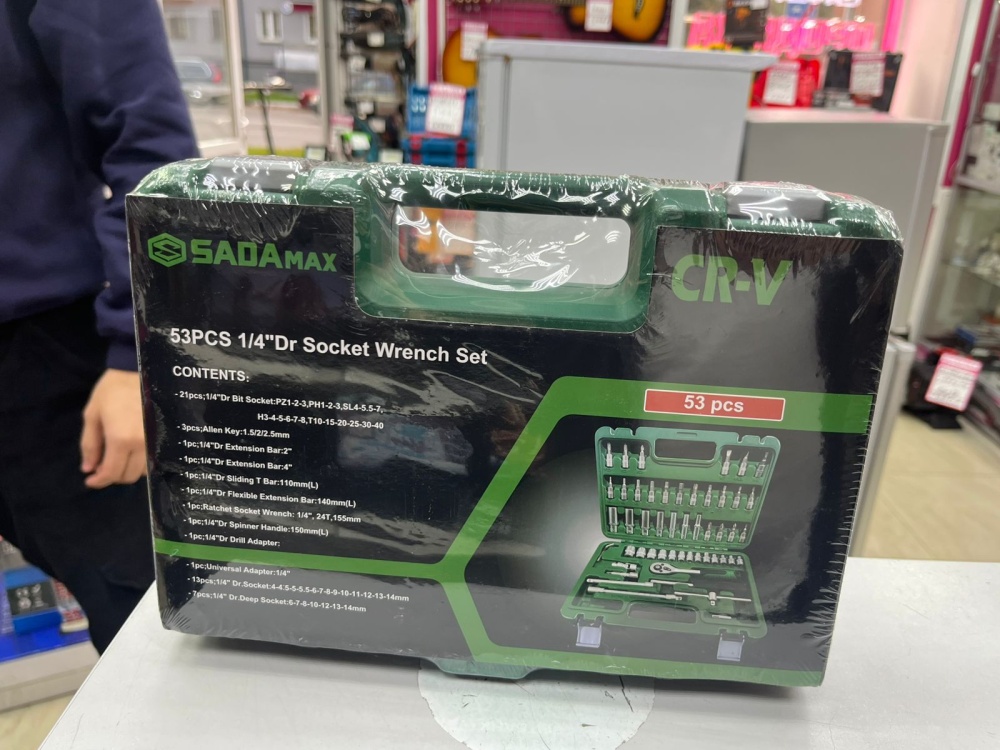 SADAMAX
CR-V
53PCS 1/4"Dr Socket Wrench Set
CONTENTS:
- 21pcs;1/4"Dr Bit Socket:PZ1-2-3,PH1-2-3,SL4-5.5-7,
H3-4-5-6-7-8,T10-15-20-25-30-40
- 3pcs;Allen Key:1.5/2/2.5mm
- 1pc;1/4"Dr Extension Bar:2"
- 1pc;1/4"Dr Extension Bar:4"
- 1pc;1/4"Dr Sliding T Bar:110mm(L)
- 1pc;1/4"Dr Flexible Extension Bar:140mm(L)
- 1pc;Ratchet Socket Wrench: 1/4", 24T,155mm
- 1pc;1/4"Dr Spinner Handle:150mm(L)
- 1pc;1/4"Dr Drill Adapter:
- 1pc;Universal Adapter:1/4"
- 13pcs;1/4" Dr.Socket:4-4.5-5-5.5-6-7-8-9-10-11-12-13-14mm
- 7pcs;1/4" Dr.Deep Socket:6-7-8-10-12-13-14mm
53 pcs